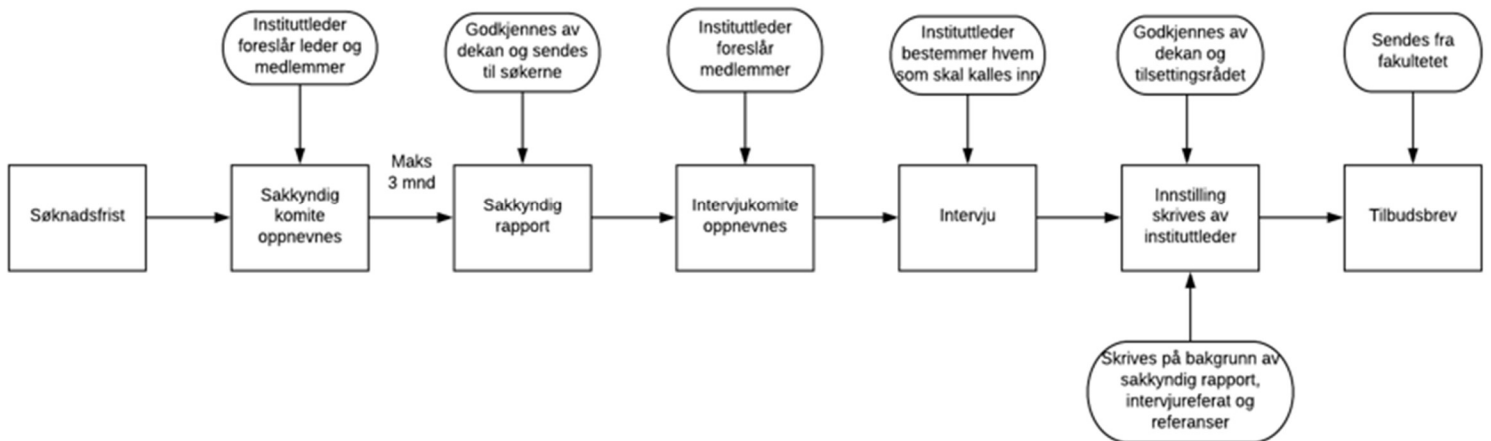 Instituttleder
foreslår leder og
medlemmer
Godkjennes av
dekan og sendes
til søkerne
Instituttleder
foreslår
medlemmer
Instituttleder
bestemmer hvem
som skal kalles inn
Godkjennes av
dekan og
tilsettingsrådet
Sendes fra
fakultetet
Søknadsfrist
Sakkyndig
komite
oppnevnes
Maks
3 mnd
Sakkyndig
rapport
Intervjukomite
oppnevnes
Intervju
Innstilling
skrives av
instituttleder
Tilbudsbrev
Skrives på bakgrunn av
sakkyndig rapport,
intervjureferat og
referanser